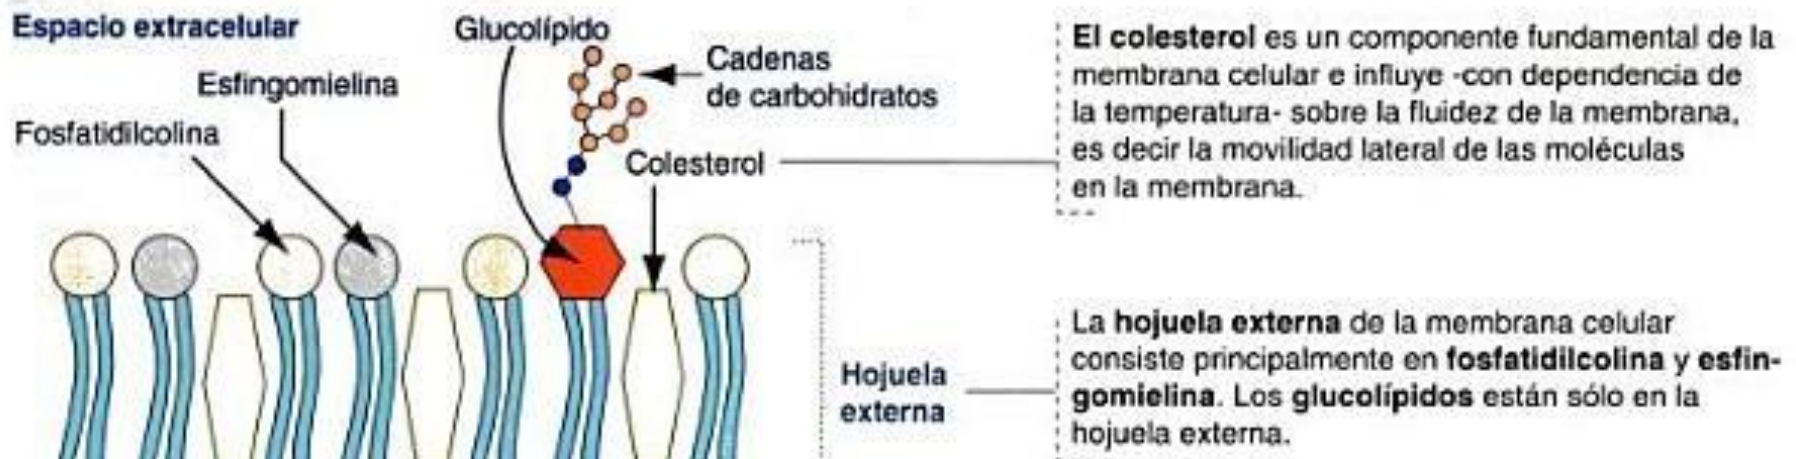 Espacio extracelular
Glucolípido
Cadenas
de carbohidratos
Esfingomielina
Fosfatidilcolina
Colesterol
El colesterol es un componente fundamental de la
membrana celular e influye -con dependencia de
la temperatura- sobre la fluidez de la membrana,
es decir la movilidad lateral de las moléculas
en la membrana.
Hojuela
externa
La hojuela externa de la membrana celular
consiste principalmente en fosfatidilcolina y esfin-
gomielina. Los glucolípidos están sólo en la
hojuela externa.